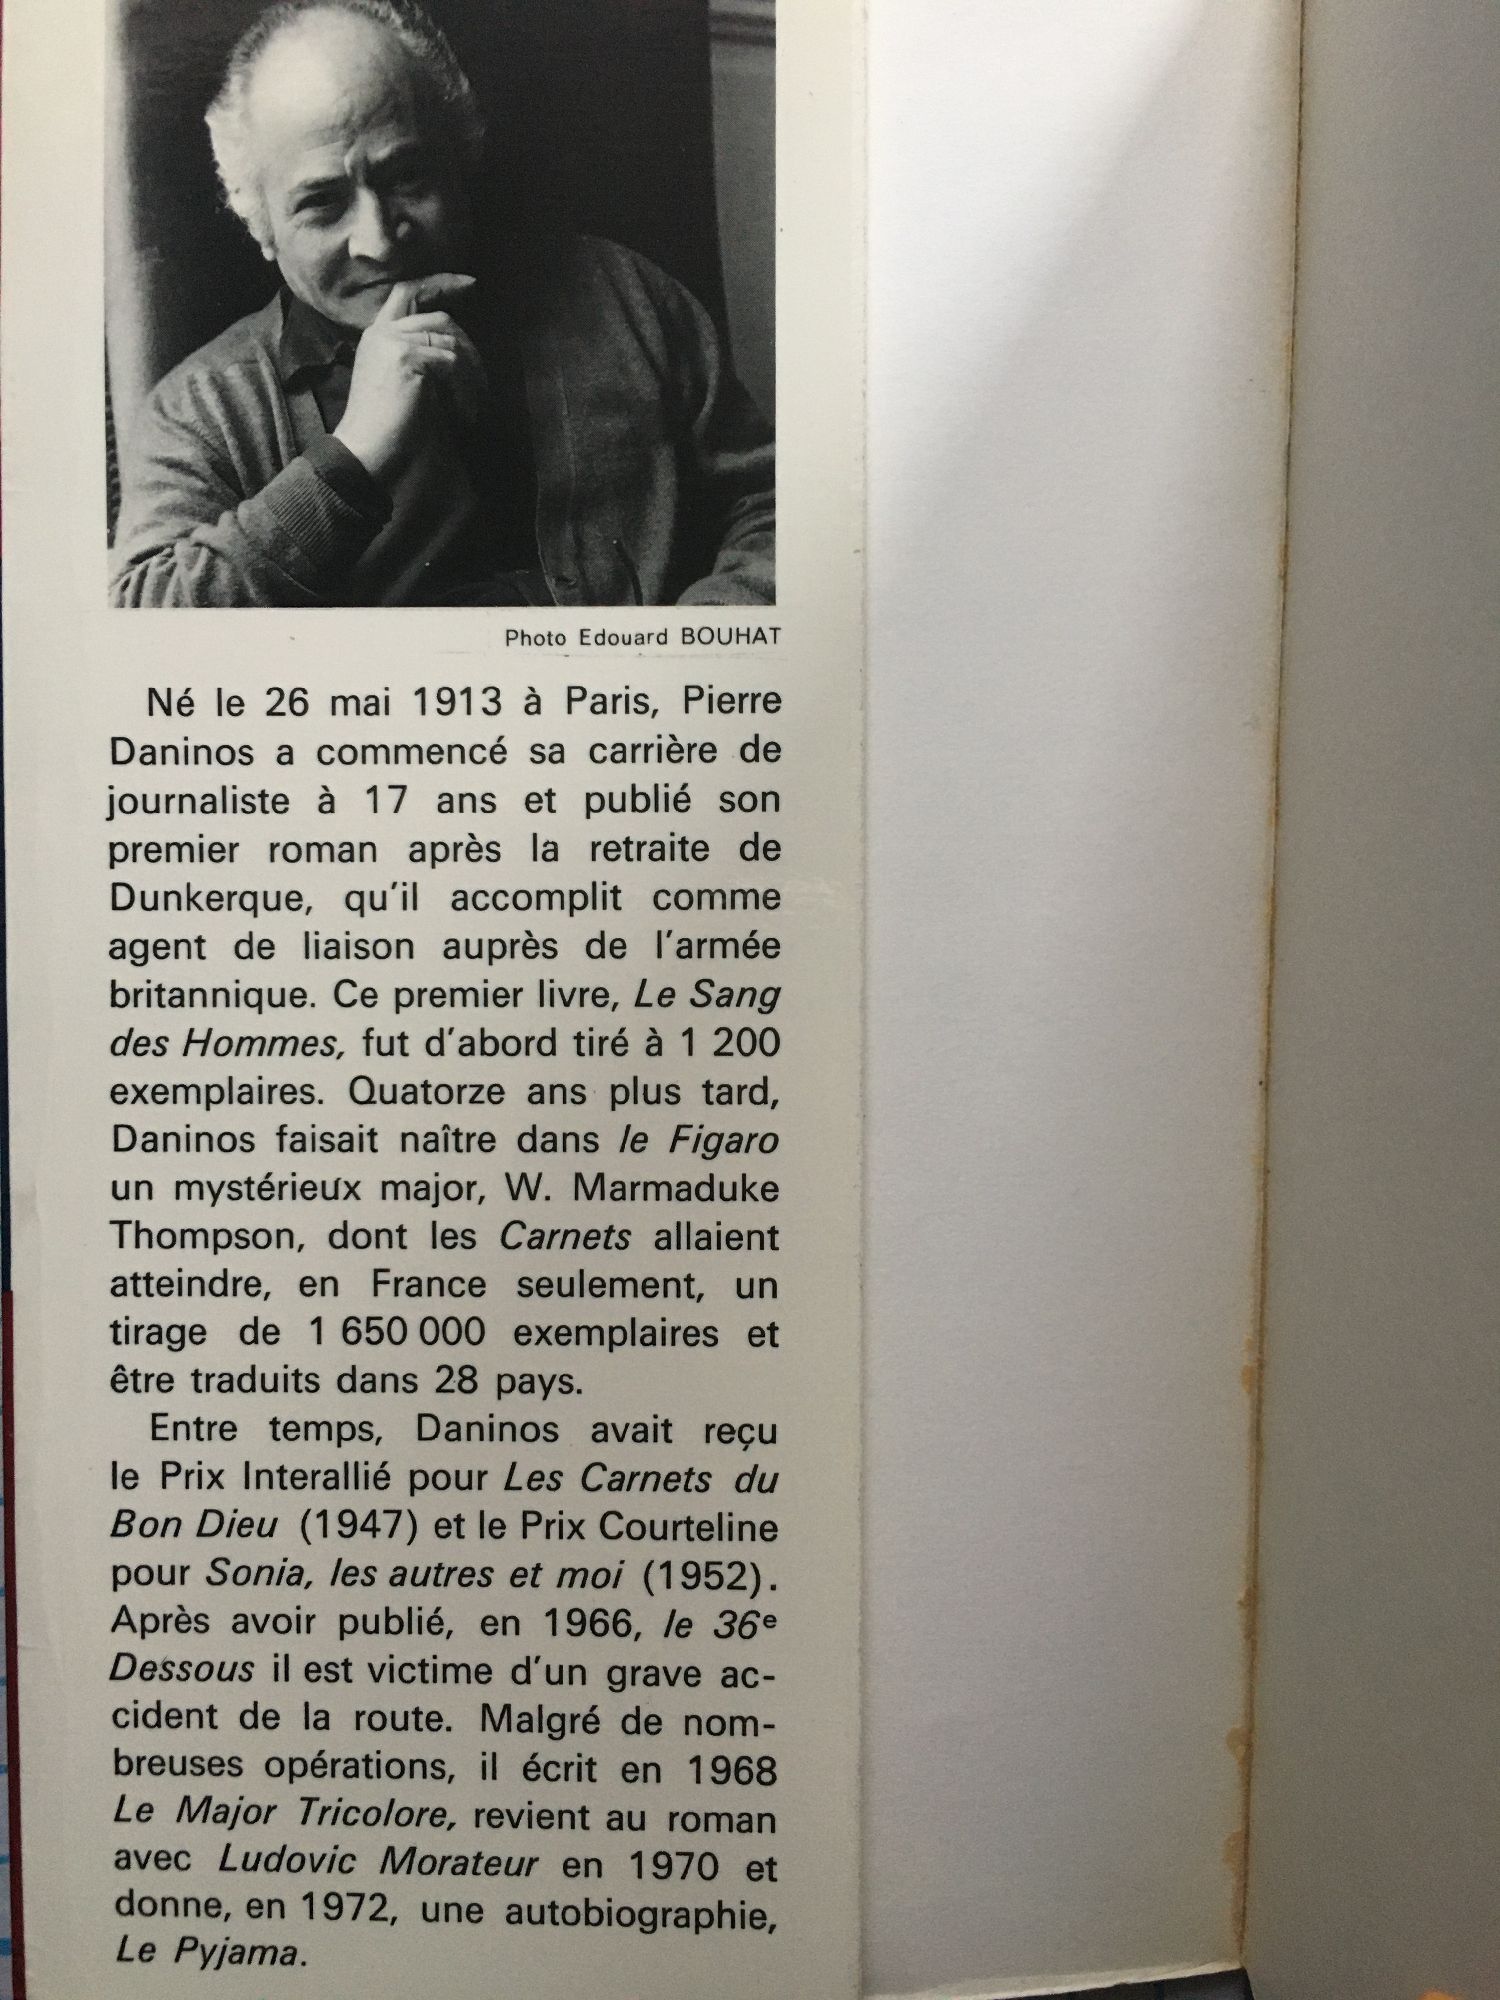 Photo Edouard BOUHAT
Né le 26 mai 1913 à Paris, Pierre
Daninos a commencé sa carrière de
journaliste à 17 ans et publié son
premier roman après la retraite de
Dunkerque, qu'il accomplit comme
agent de liaison auprès de l'armée
britannique. Ce premier livre, Le Sang
des Hommes, fut d'abord tiré à 1 200
exemplaires. Quatorze ans plus tard,
Daninos faisait naître dans le Figaro
un mystérieux major, W. Marmaduke
Thompson, dont les Carnets allaient
atteindre, en France seulement, un
tirage de 1 650 000 exemplaires et
être traduits dans 28 pays.
Entre temps, Daninos avait reçu
le Prix Interallié pour Les Carnets du
Bon Dieu (1947) et le Prix Courteline
pour Sonia, les autres et moi (1952).
Après avoir publié, en 1966, le 36e
Dessous il est victime d'un grave ac-
cident de la route. Malgré de nom-
breuses opérations, il écrit en 1968
Le Major Tricolore, revient au roman
avec Ludovic Morateur en 1970 et
donne, en 1972, une autobiographie,
Le Pyjama.